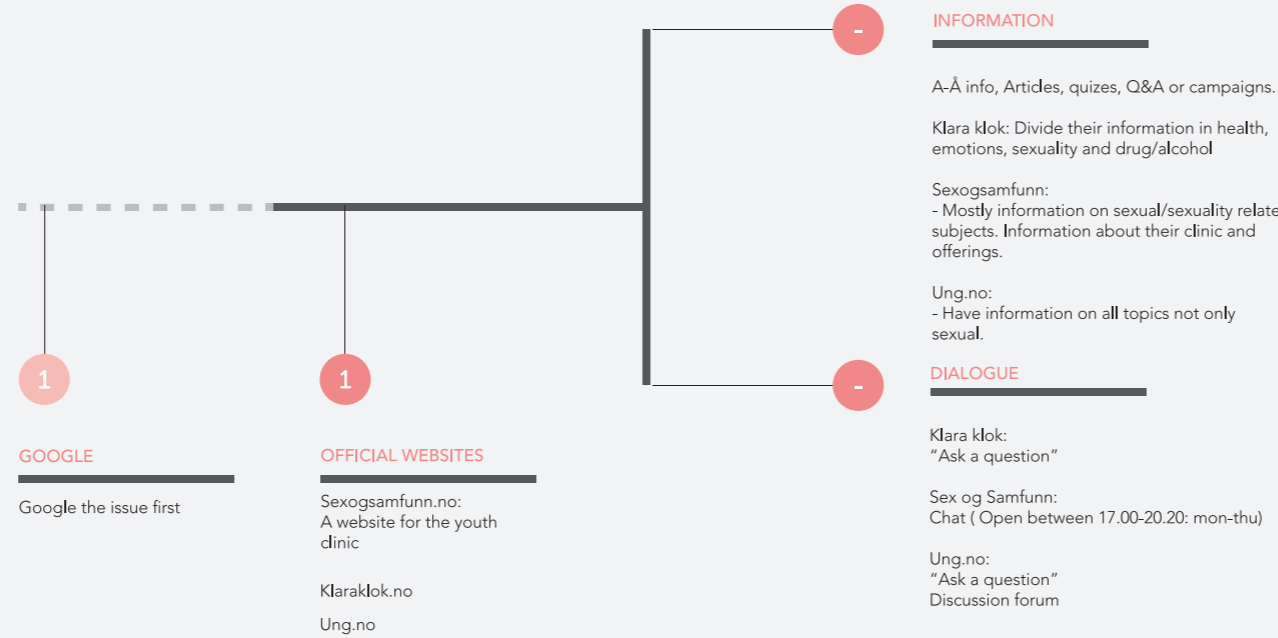 1
GOOGLE
Google the issue first
1
OFFICIAL WEBSITES
Sexogsamfunn.no:
A website for the youth
clinic
Klaraklok.no
Ung.no
-
INFORMATION
A-Å info, Articles, quizes, Q&A or campaigns.
Klara klok: Divide their information in health,
emotions, sexuality and drug/alcohol
Sexogsamfunn:
- Mostly information on sexual/sexuality relate
subjects. Information about their clinic and
offerings.
Ung.no:
- Have information on all topics not only
sexual.
-
DIALOGUE
Klara klok:
“Ask a question”
Sex og Samfunn:
Chat ( Open between 17.00-20.20: mon-thu)
Ung.no:
“Ask a question”
Discussion forum